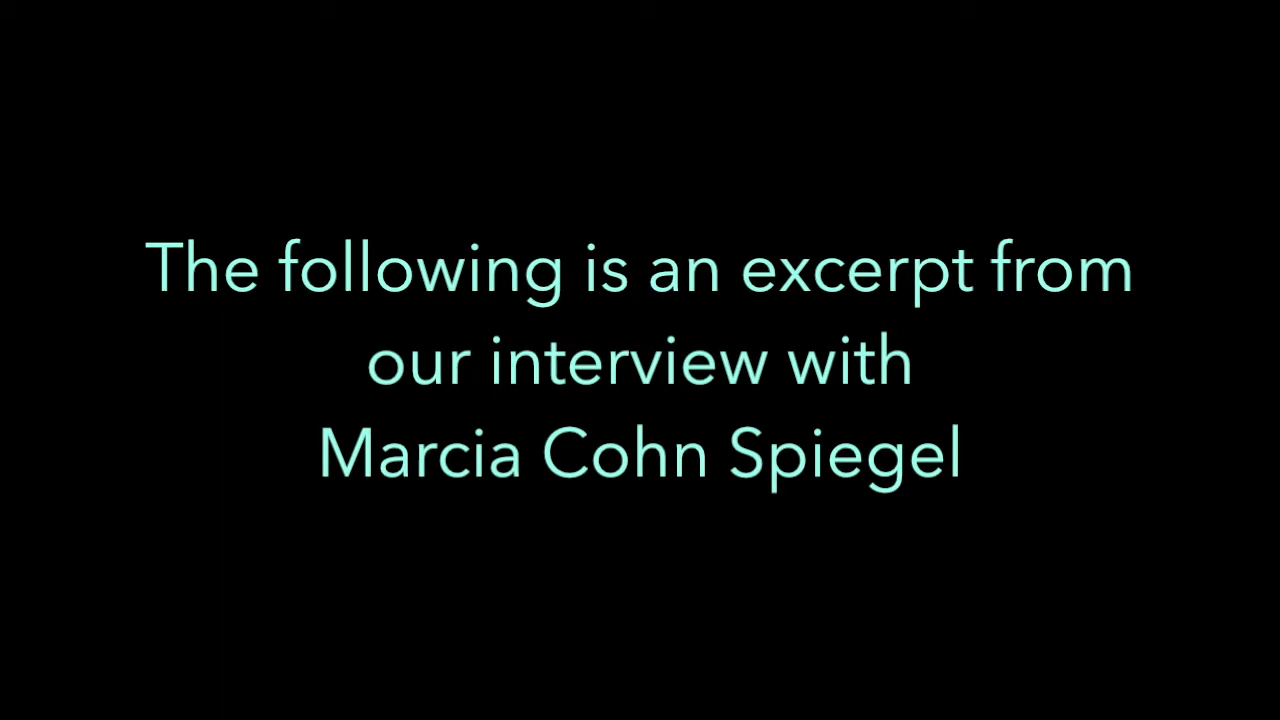 The following is an excerpt from
our interview with
Marcia Cohn Spiegel